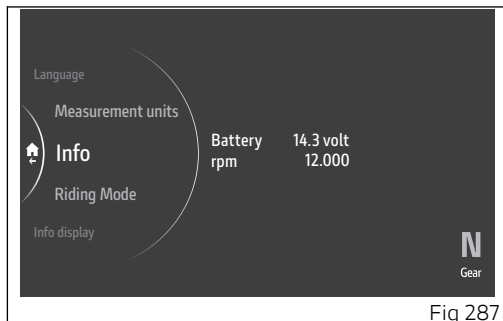 Language
Measurement units
Info
Riding Mode
Info display
Battery 14.3 volt
rpm 12.000
N
Gear
Fig 287